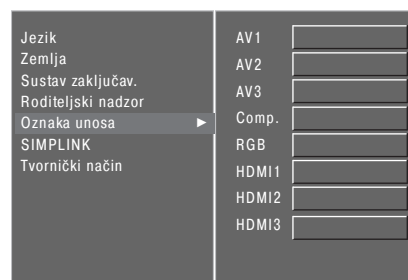 Jezik
Zemlja
Sustav zaključav.
Roditeljski nadzor
Oznaka unosa ►
SIMPLINK
Tvornički način
AV1
AV2
AV3
Comp.
RGB
HDMI1
HDMI2
HDMI3